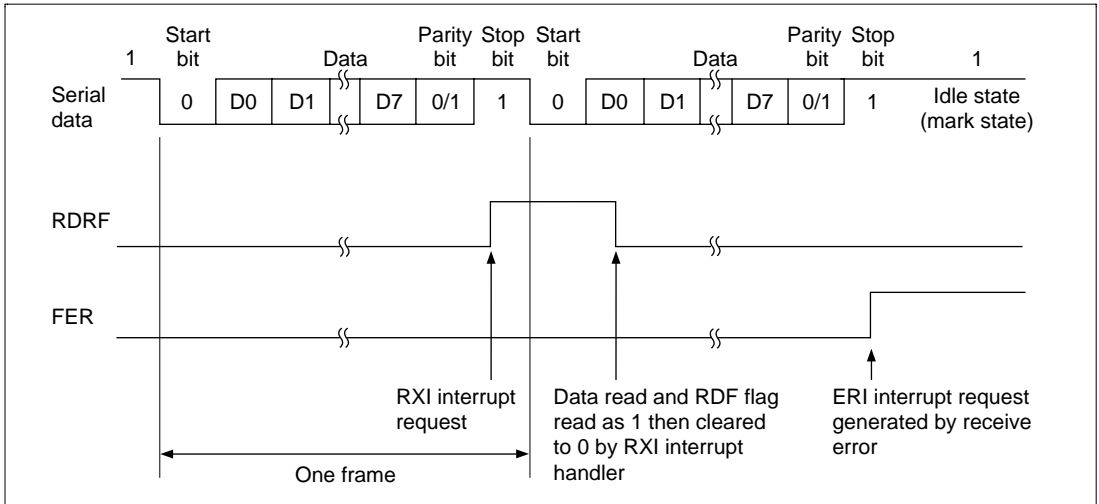 Start bit
Parity bit
Stop bit
Start bit
Parity bit
Stop bit
1
Data
Data
1
Serial data
0
D0
D1
D7
0/1
1
0
D0
D1
D7
0/1
1
Idle state
(mark state)
RDRF
FER
RXI interrupt
request
Data read and RDF flag
read as 1 then cleared
to 0 by RXI interrupt
handler
ERI interrupt request
generated by receive
error
One frame